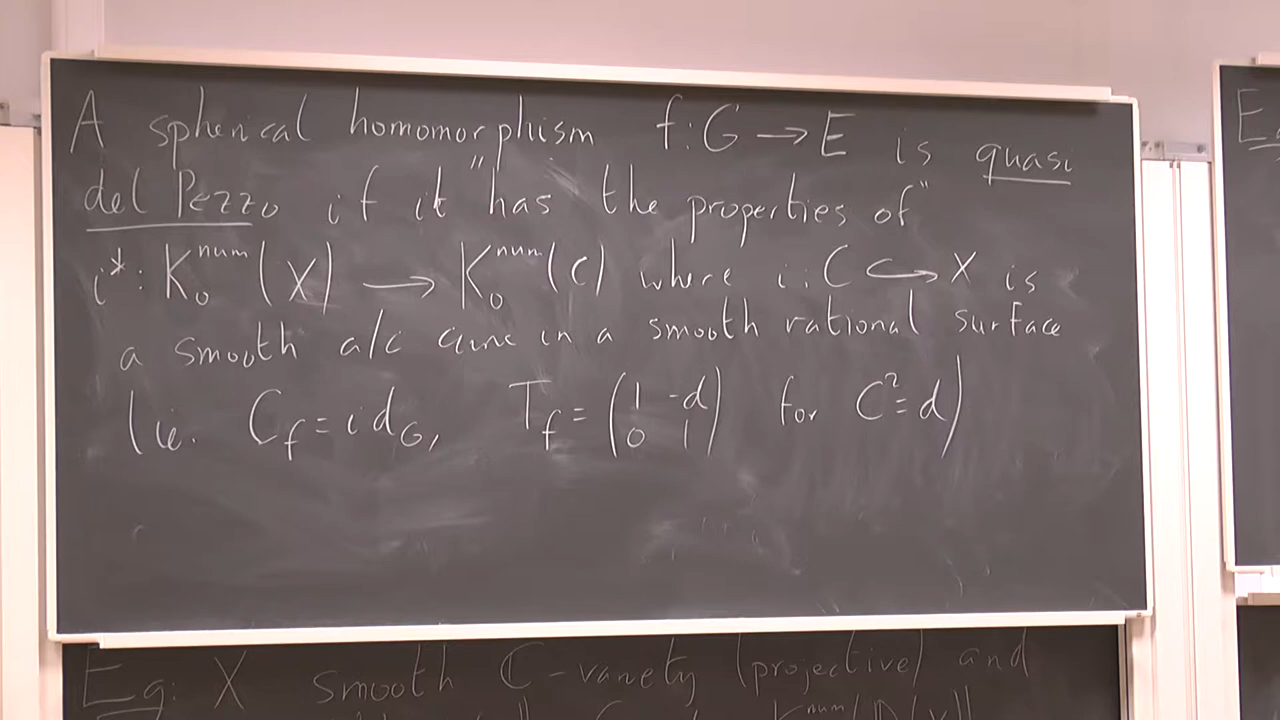 A spherical homomorphism f: G → E is quasi
del Pezzo if it "has the properties of"
i*: K₀^num (X) → K₀^num (C) where i: C ↪ X is
a smooth a/c curve in a smooth rational surface
(ie. C_f = id_G, T_f = (1 -d
0 1) for C² = d)
Eg: X smooth ℂ-variety (projective) and
K^num
E